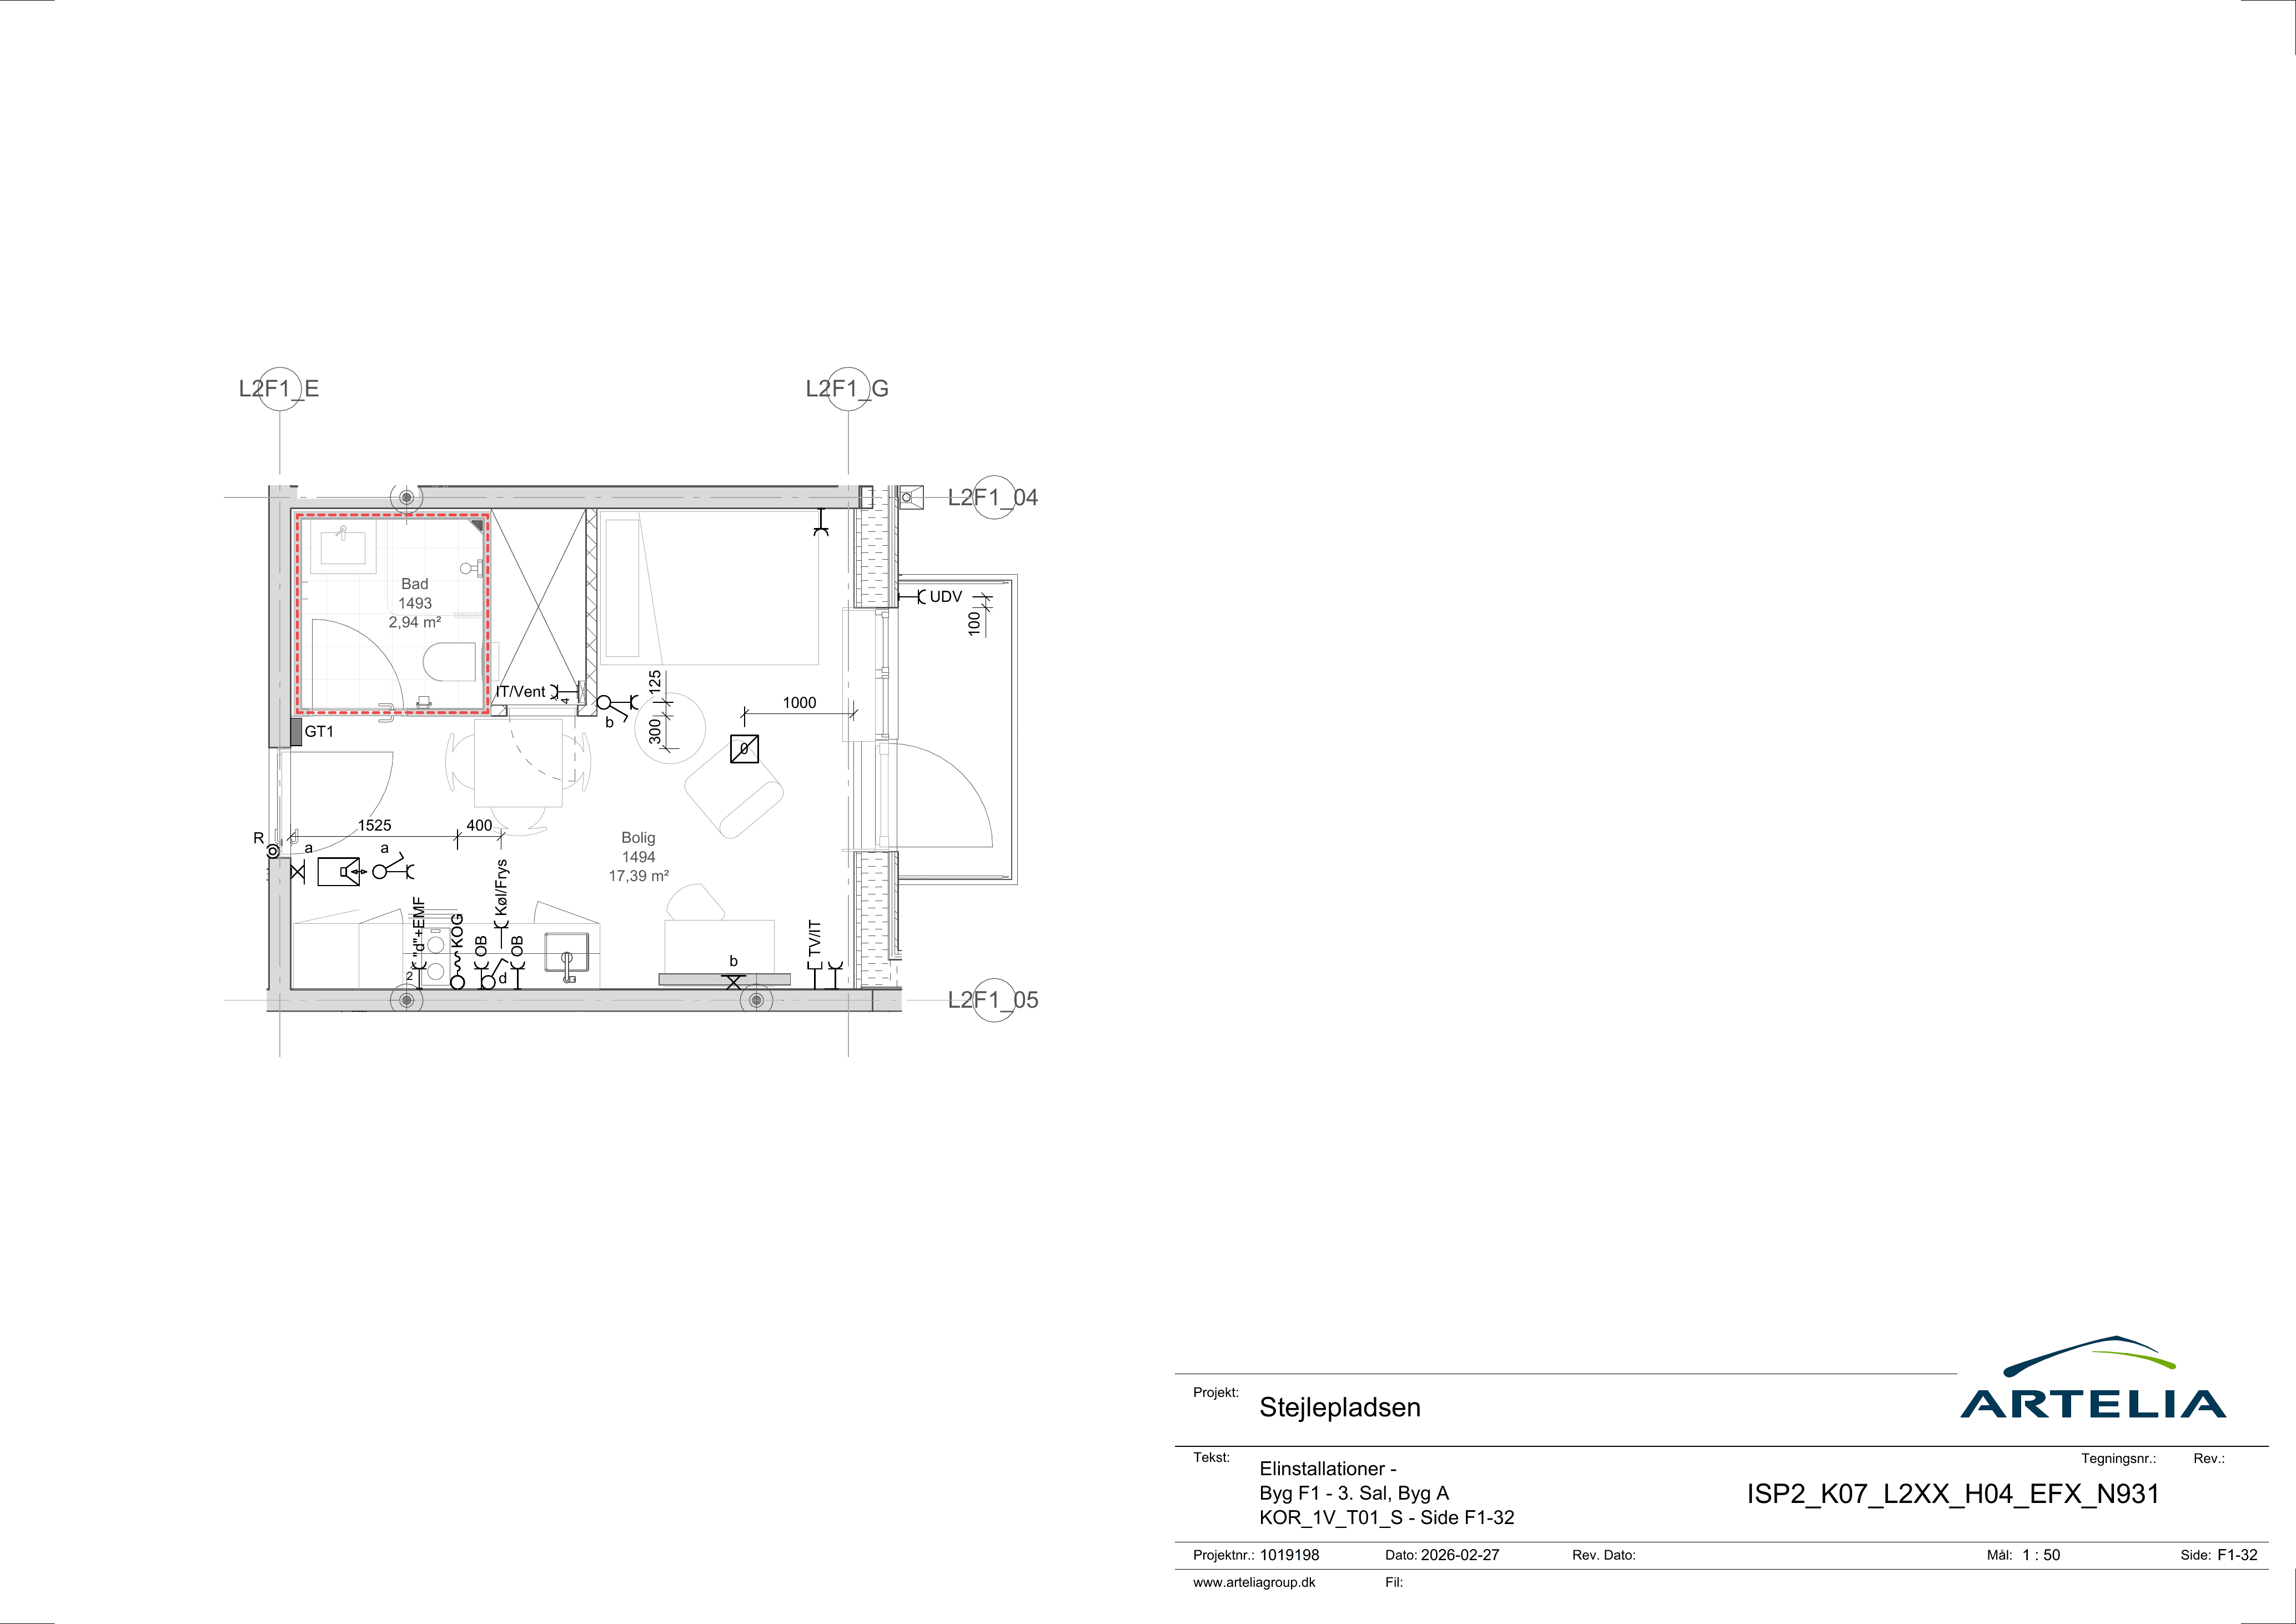 L2F1_E
L2F1_G
L2F1_04
Bad
1493
2,94 m²
UDV
100
IT/Vent
4
b
125
300
1000
0
GT1
1525
400
R
a
a
Bolig
1494
17,39 m²
Køl/Frys
"d"+EMF
KOG
OB
OB
2
d
b
TV/IT
L2F1_05
ARTELIA
Projekt:
Stejlepladsen
Tekst:
Elinstallationer -
Byg F1 - 3. Sal, Byg A
KOR_1V_T01_S - Side F1-32
Tegningsnr.:
Rev.:
ISP2_K07_L2XX_H04_EFX_N931
Projektnr.: 1019198
Dato: 2026-02-27
Rev. Dato:
Mål: 1 : 50
Side: F1-32
www.arteliagroup.dk
Fil: